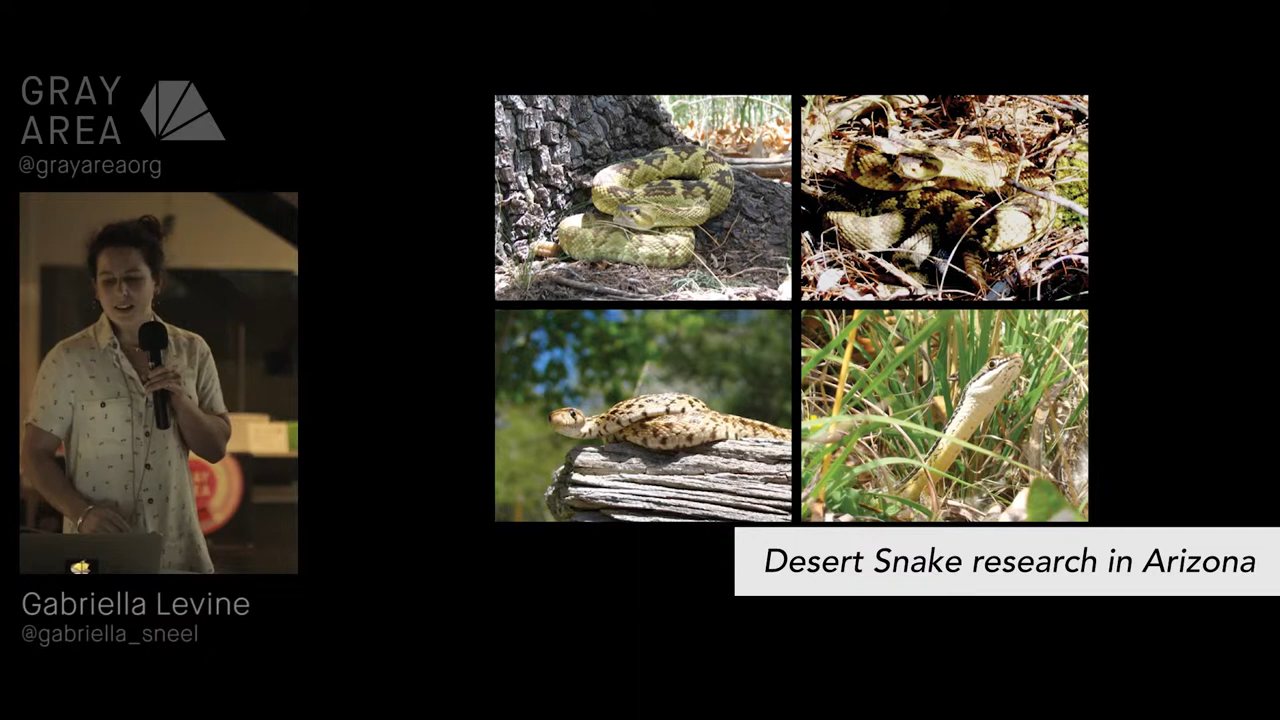 GRAY
AREA
@grayareaorg
Gabriella Levine
@gabriella_sneel
Desert Snake research in Arizona